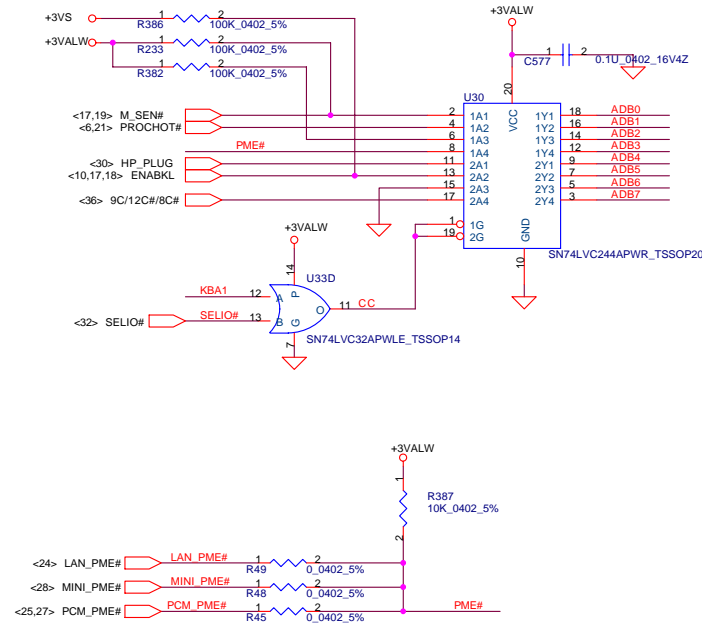 +3VS
1
R386
2
100K_0402_5%
+3VALW
1
R233
2
100K_0402_5%
1
R382
2
100K_0402_5%
+3VALW
1
C577
2
0.1U_0402_16V4Z
20
U30
VCC
<17,19> M_SEN#
2
1A1
1Y1
18
ADB0
<6,21> PROCHOT#
4
1A2
1Y2
16
ADB1
6
1A3
1Y3
14
ADB2
PME#
8
1A4
1Y4
12
ADB3
<30> HP_PLUG
11
2A1
2Y1
9
ADB4
<10,17,18> ENABKL
13
2A2
2Y2
7
ADB5
15
2A3
2Y3
5
ADB6
<36> 9C/12C#/8C#
17
2A4
2Y4
3
ADB7
1
1G
19
2G
GND
10
SN74LVC244APWR_TSSOP20
+3VALW
14
U33D
KBA1
12
A
P
O
11
CC
<32> SELIO#
SELIO#
13
B
G
7
SN74LVC32APWLE_TSSOP14
+3VALW
1
R387
10K_0402_5%
2
<24> LAN_PME#
LAN_PME#
1
R49
2
0_0402_5%
<28> MINI_PME#
MINI_PME#
1
R48
2
0_0402_5%
<25,27> PCM_PME#
PCM_PME#
1
R45
2
0_0402_5%
PME#